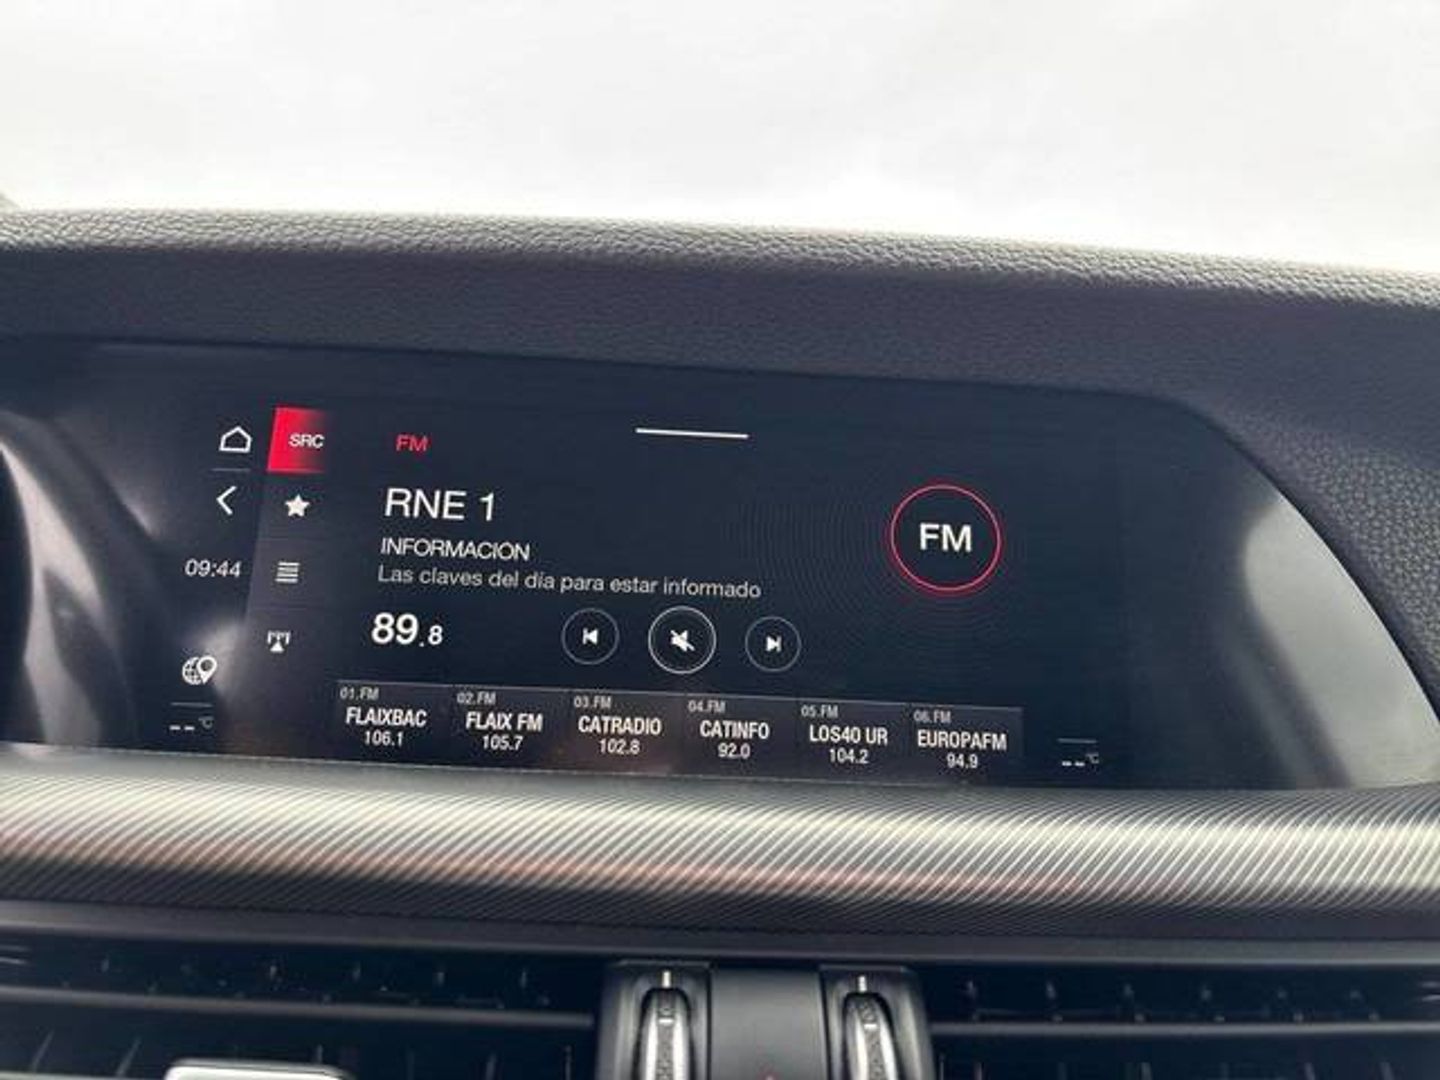 SRC
FM
RNE 1
INFORMACION
Las claves del día para estar informado
89.8
FM
09:44
01.FM
FLAIXBAC
106.1
02.FM
FLAIX FM
105.7
03.FM
CATRADIO
102.8
04.FM
CATINFO
92.0
05.FM
LOS40 UR
104.2
06.FM
EUROPAFM
94.9
--°C
--°C